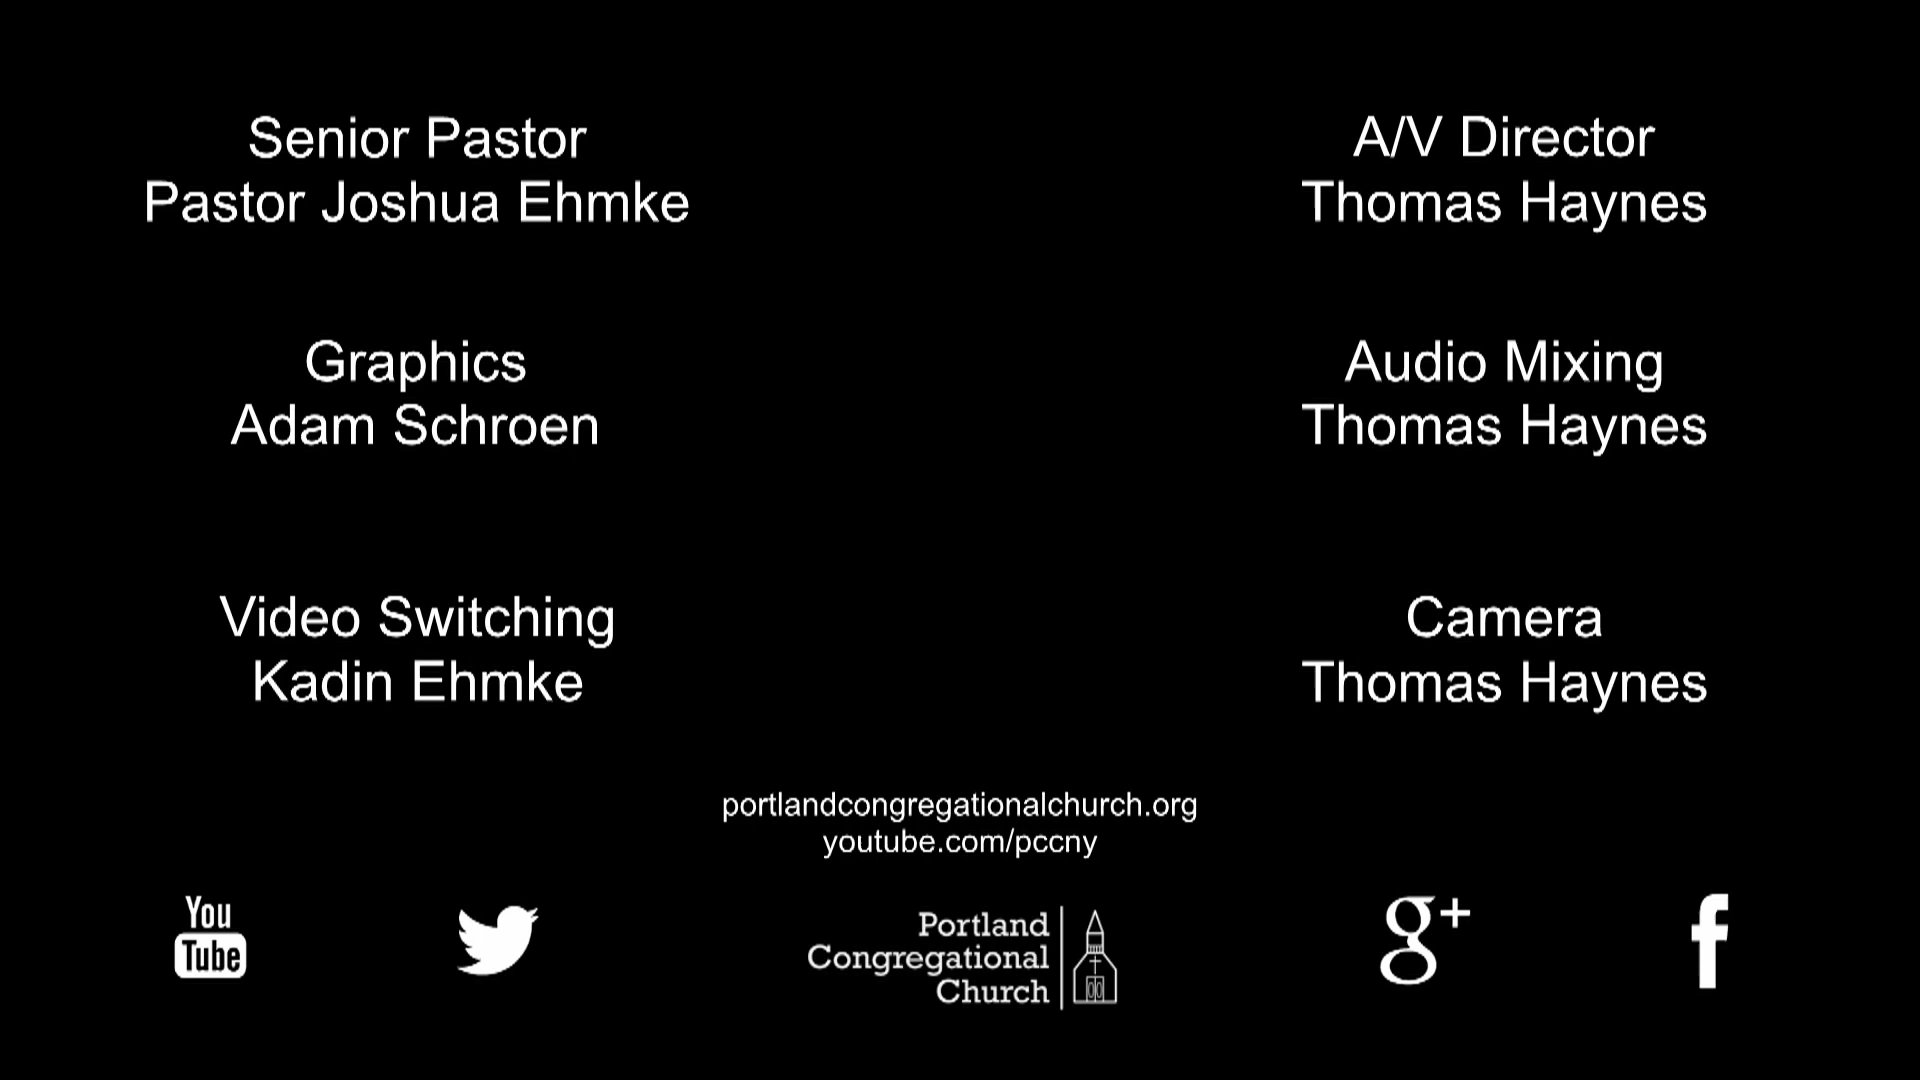 Senior Pastor
Pastor Joshua Ehmke
A/V Director
Thomas Haynes
Graphics
Adam Schroen
Audio Mixing
Thomas Haynes
Video Switching
Kadin Ehmke
Camera
Thomas Haynes
portlandcongregationalchurch.org
youtube.com/pccny
You
Tube
Portland
Congregational
Church
g+
f